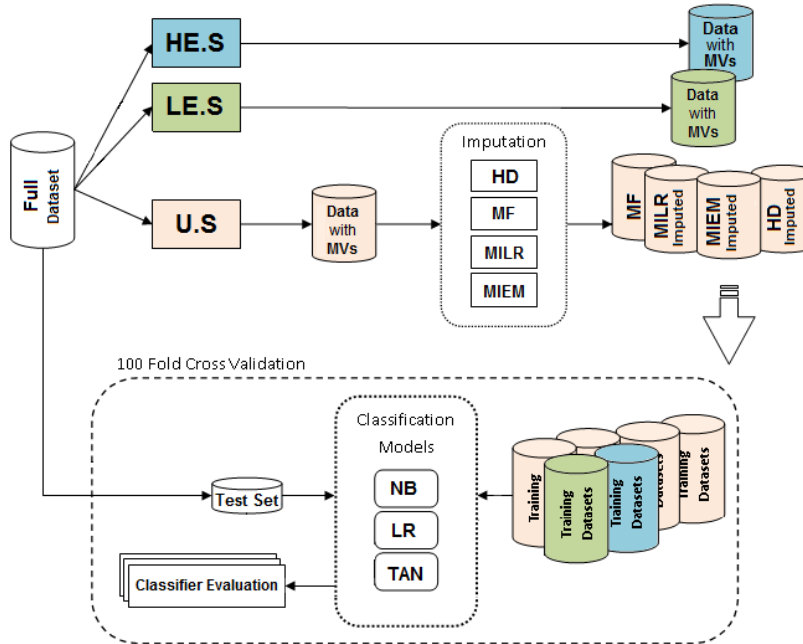 HE.S
Data
with
MVs
LE.S
Data
with
MVs
Full
Dataset
U.S
Data
with
MVs
Imputation
HD
MF
MILR
MIEM
MF
MILR
Imputed
MIEM
Imputed
HD
Imputed
100 Fold Cross Validation
Classification
Models
NB
LR
TAN
Test Set
Classifier Evaluation
Training
Training
Datasets
Training
Datasets
Datasets
Training
Datasets